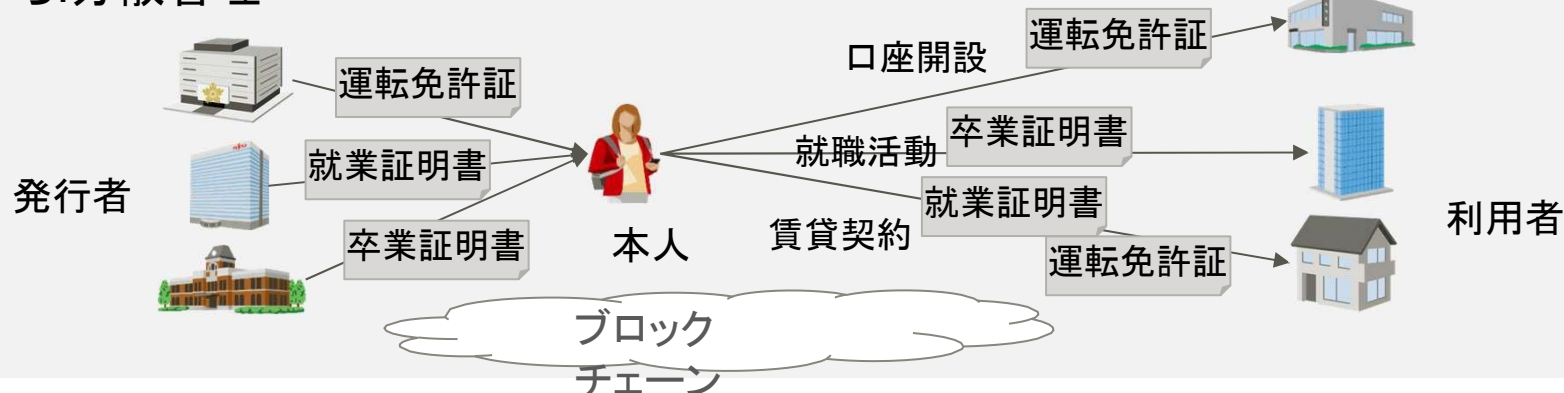 発行者
運転免許証
就業証明書
卒業証明書
本人
口座開設
運転免許証
就職活動
卒業証明書
賃貸契約
就業証明書
運転免許証
利用者
ブロック
チェーン